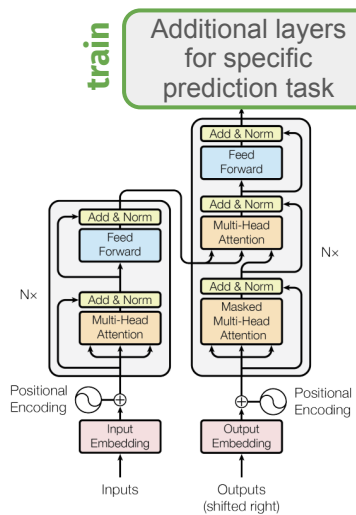 train
Additional layers
for specific
prediction task
Add & Norm
Feed
Forward
Add & Norm
Multi-Head
Attention
Add & Norm
Masked
Multi-Head
Attention
N×
Add & Norm
Feed
Forward
Add & Norm
Multi-Head
Attention
N×
Positional
Encoding
Positional
Encoding
Input
Embedding
Output
Embedding
Inputs
Outputs
(shifted right)